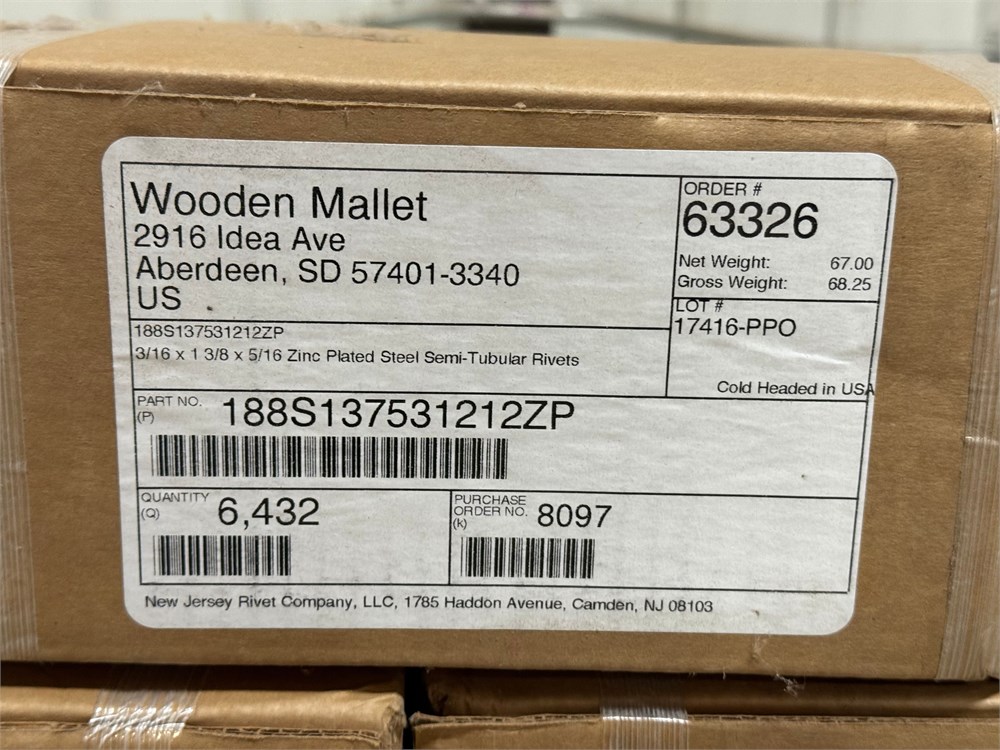 Wooden Mallet
2916 Idea Ave
Aberdeen, SD 57401-3340
US
ORDER #
63326
Net Weight: 67.00
Gross Weight: 68.25
LOT #
17416-PPO
Cold Headed in USA
188S137531212ZP
3/16 x 1 3/8 x 5/16 Zinc Plated Steel Semi-Tubular Rivets
PART NO.
(P)
188S137531212ZP
QUANTITY
(Q)
6,432
PURCHASE
ORDER NO.
(k)
8097
New Jersey Rivet Company, LLC, 1785 Haddon Avenue, Camden, NJ 08103